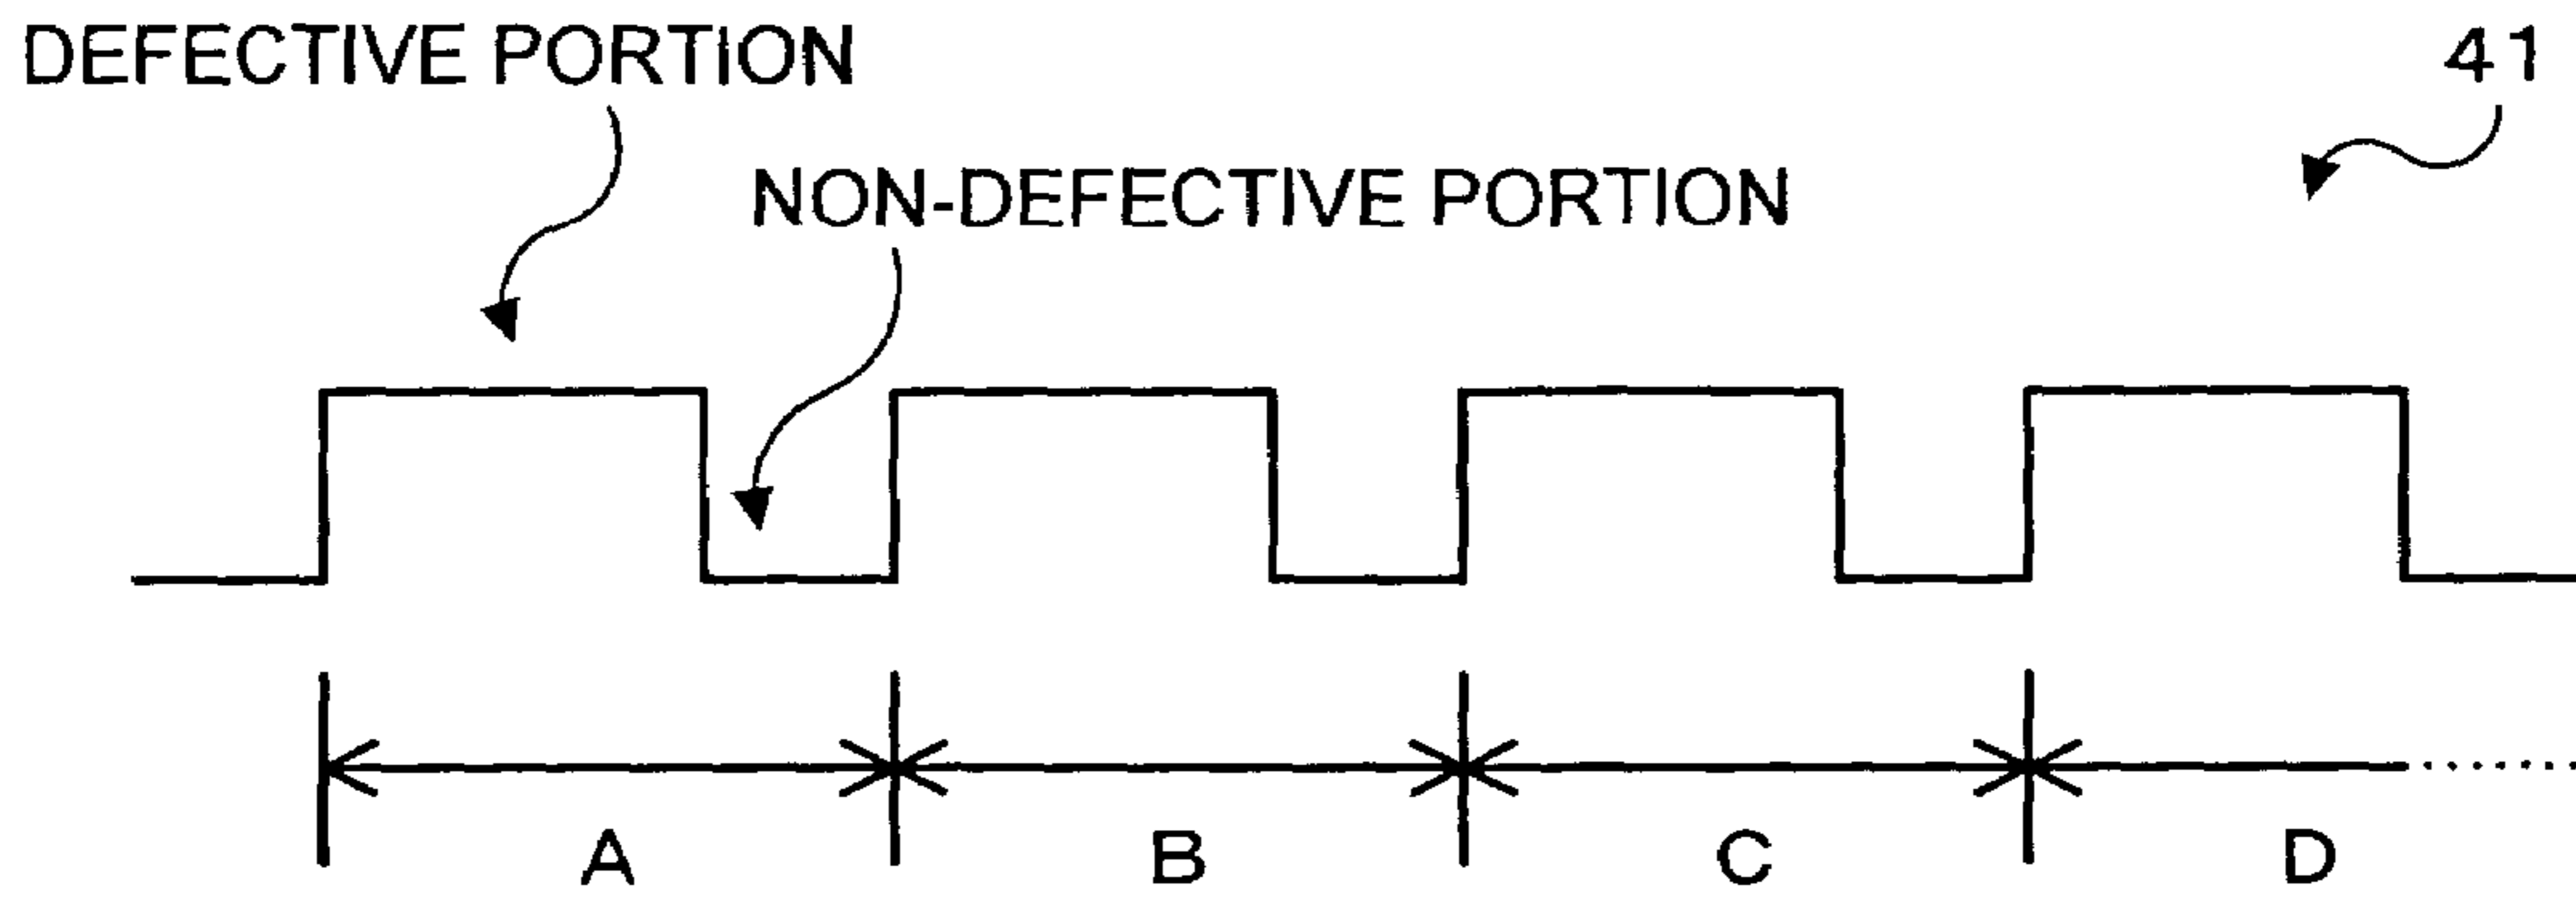 DEFECTIVE PORTION
41
NON-DEFECTIVE PORTION
A
B
C
D